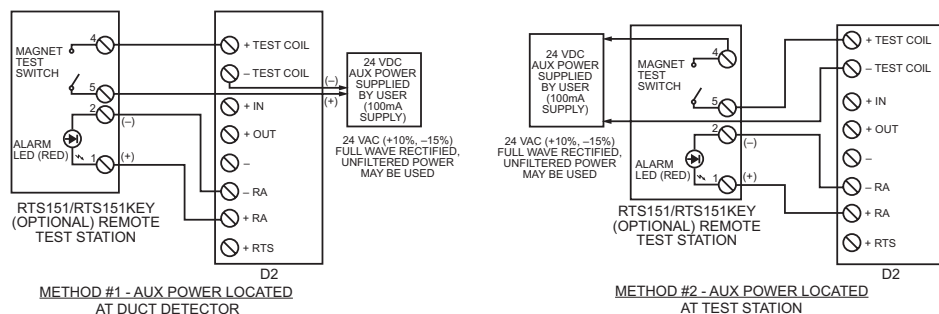 4
MAGNET
TEST
SWITCH
5
2
(–)
ALARM
LED (RED)
1
(+)
RTS151/RTS151KEY
(OPTIONAL) REMOTE
TEST STATION
+ TEST COIL
– TEST COIL
+ IN
+ OUT
–
– RA
+ RA
+ RTS
D2
(–)
(+)
24 VDC
AUX POWER
SUPPLIED
BY USER
(100mA
SUPPLY)
24 VAC (+10%, –15%)
FULL WAVE RECTIFIED,
UNFILTERED POWER
MAY BE USED
METHOD #1 - AUX POWER LOCATED
AT DUCT DETECTOR
24 VDC
AUX POWER
SUPPLIED
BY USER
(100mA
SUPPLY)
24 VAC (+10%, –15%)
FULL WAVE RECTIFIED,
UNFILTERED POWER
MAY BE USED
4
MAGNET
TEST
SWITCH
5
2
(–)
ALARM
LED (RED)
1
(+)
RTS151/RTS151KEY
(OPTIONAL) REMOTE
TEST STATION
+ TEST COIL
– TEST COIL
+ IN
+ OUT
–
– RA
+ RA
+ RTS
D2
METHOD #2 - AUX POWER LOCATED
AT TEST STATION